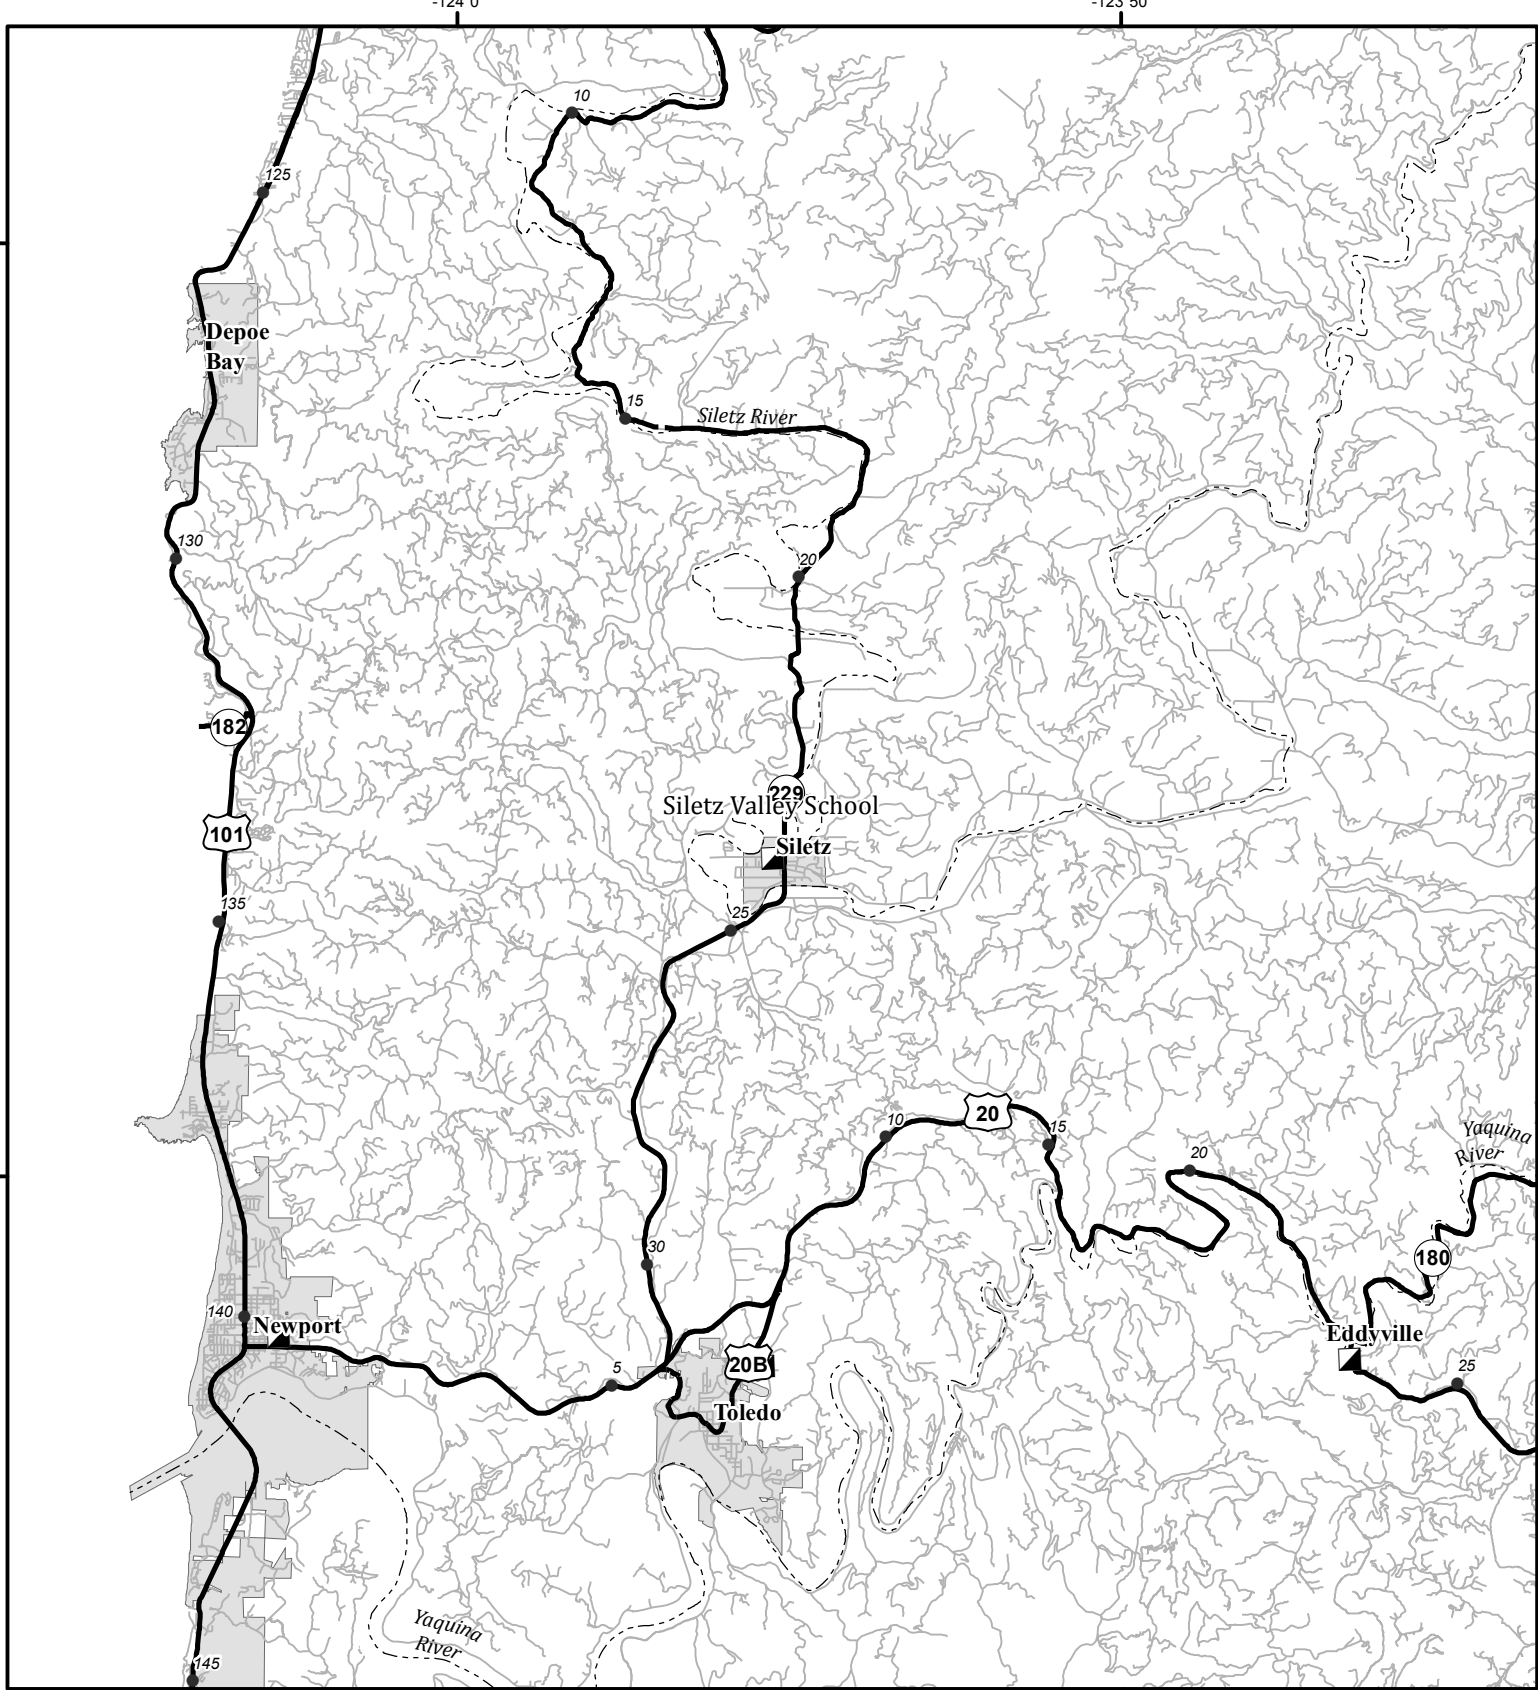 -124 0
-123 50
10
125
Depoe
Bay
15
Siletz River
130
20
182
229
Siletz Valley School
101
Siletz
135
25
10
20
15
20
Yaquina
River
30
180
140
Newport
Eddyville
5
20B
25
Toledo
Yaquina
River
145